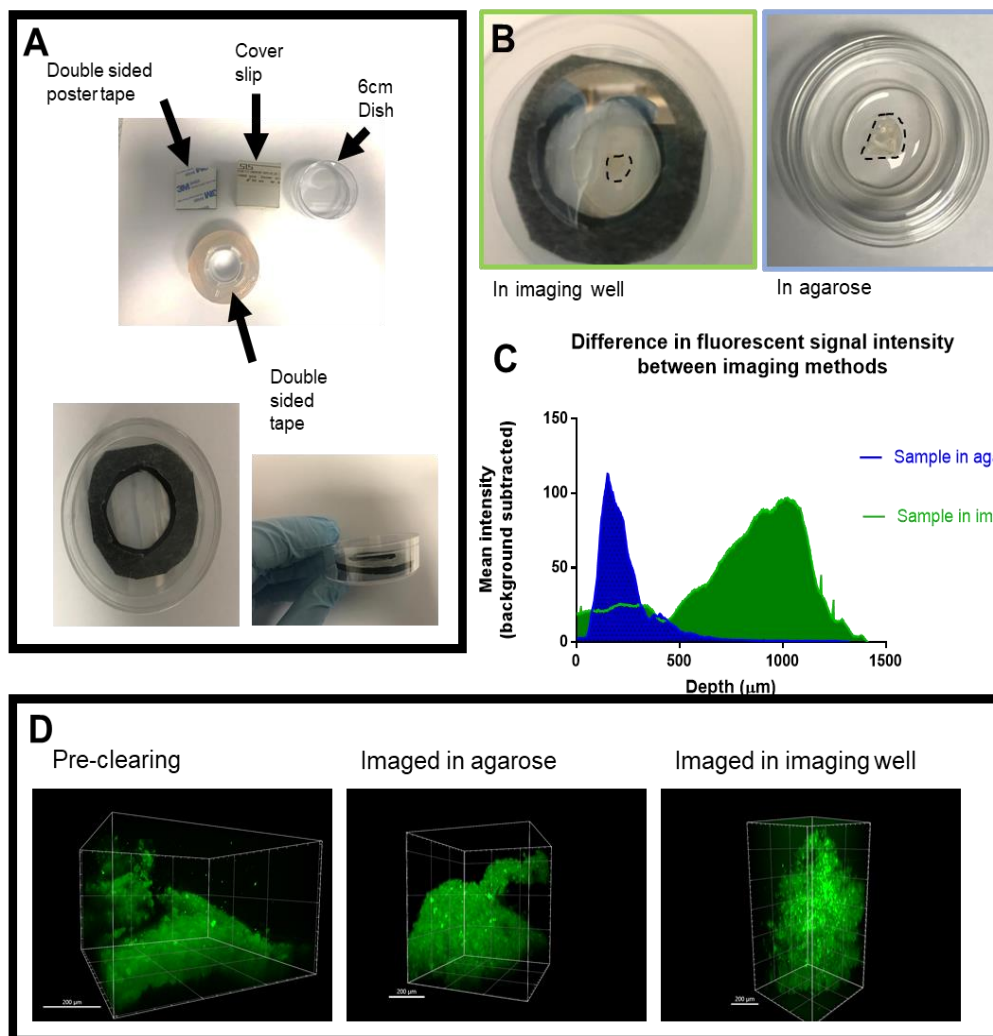 A
Double sided
poster tape
Cover
slip
6cm
Dish
3M
SIS
Double
sided
tape
B
In imaging well
In agarose
C
Difference in fluorescent signal intensity
between imaging methods
Mean intensity
(background subtracted)
150
100
50
0
0
500
1000
1500
Depth (μm)
Sample in aga
Sample in im
D
Pre-clearing
Imaged in agarose
Imaged in imaging well
200 μm
200 μm
200 μm